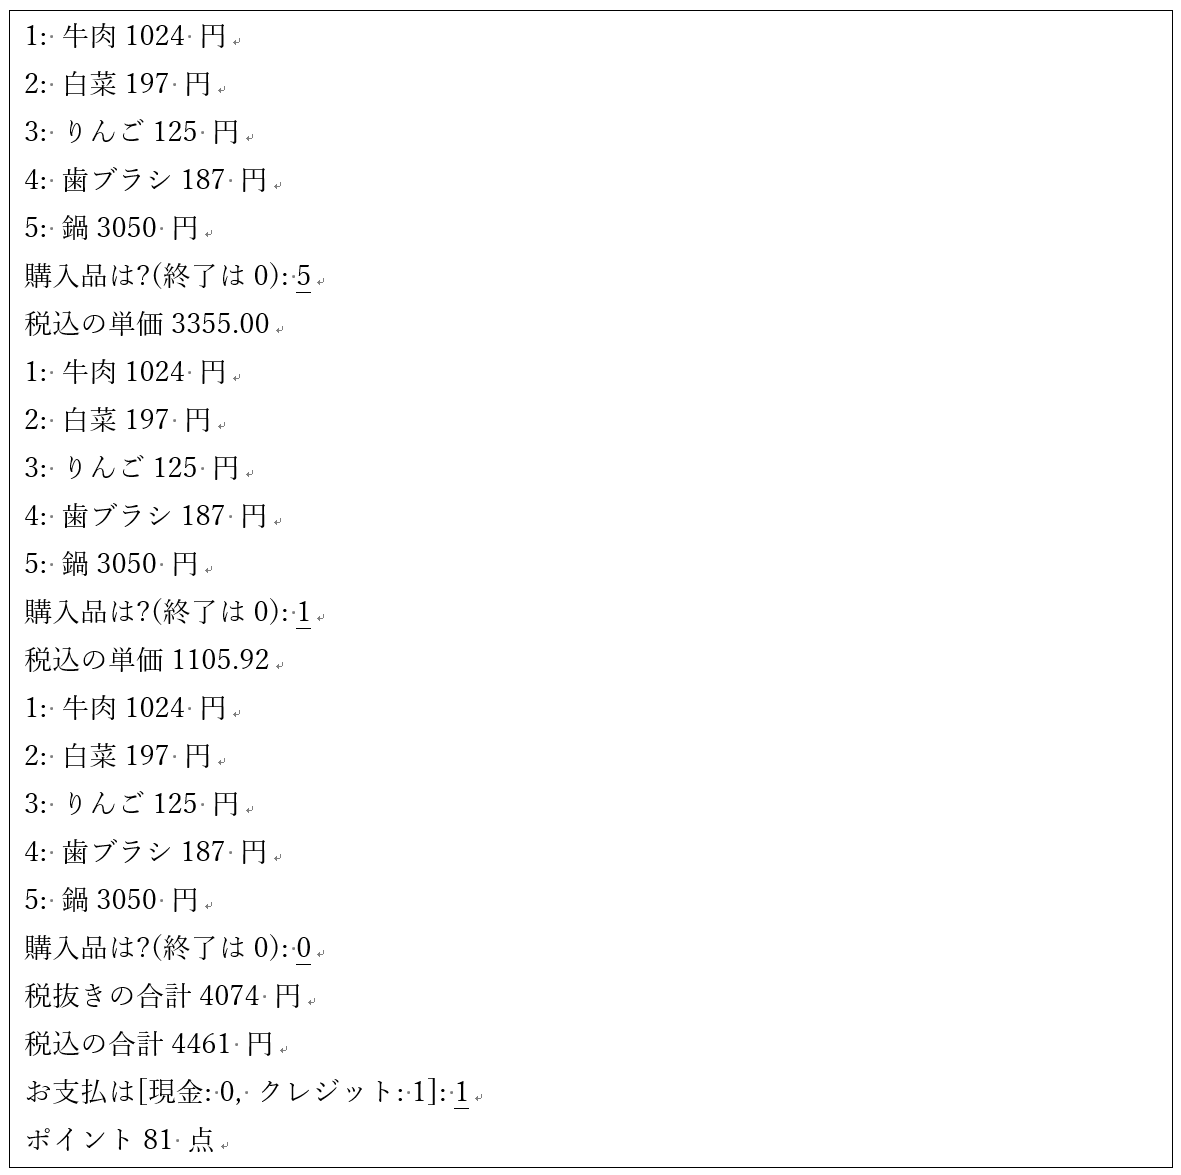 1: 牛肉 1024 円
2: 白菜 197 円
3: りんご 125 円
4: 歯ブラシ 187 円
5: 鍋 3050 円
購入品は?(終了は 0): 5
税込の単価 3355.00
1: 牛肉 1024 円
2: 白菜 197 円
3: りんご 125 円
4: 歯ブラシ 187 円
5: 鍋 3050 円
購入品は?(終了は 0): 1
税込の単価 1105.92
1: 牛肉 1024 円
2: 白菜 197 円
3: りんご 125 円
4: 歯ブラシ 187 円
5: 鍋 3050 円
購入品は?(終了は 0): 0
税抜きの合計 4074 円
税込の合計 4461 円
お支払は[現金: 0, クレジット: 1]: 1
ポイント 81 点